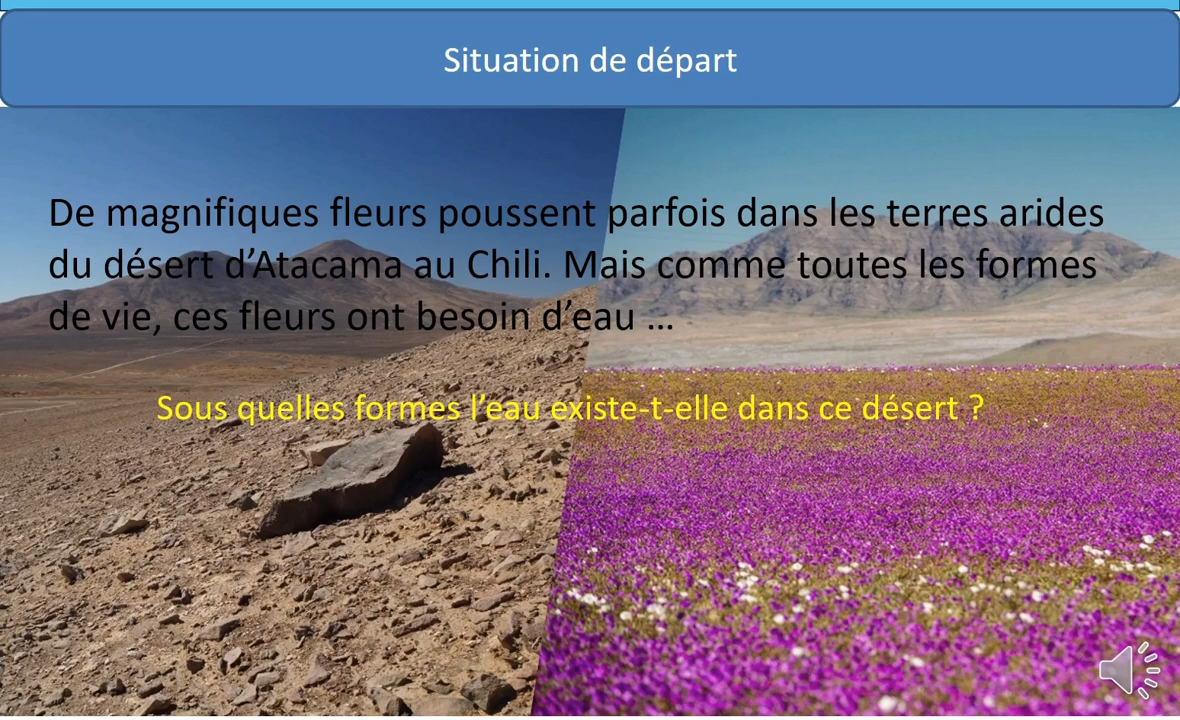 Situation de départ
De magnifiques fleurs poussent parfois dans les terres arides
du désert d’Atacama au Chili. Mais comme toutes les formes
de vie, ces fleurs ont besoin d’eau …
Sous quelles formes l’eau existe-t-elle dans ce désert ?